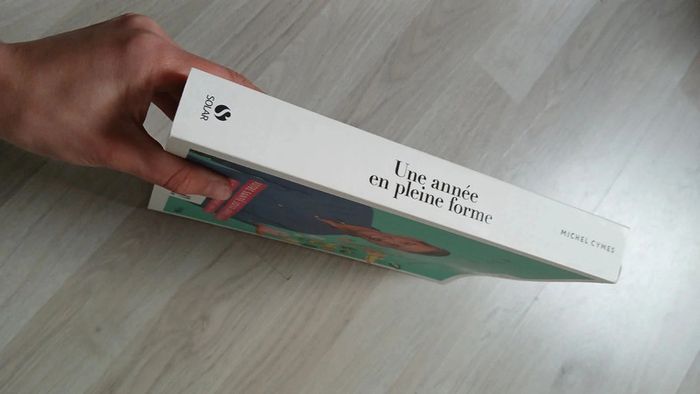 SOLAR
Une année
en pleine forme
MICHEL CYMES